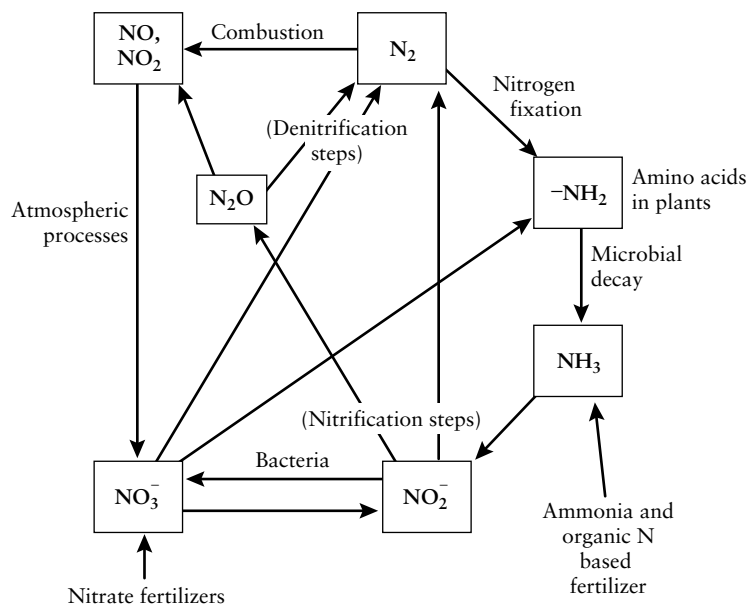 NO,
NO₂
Combustion
N₂
Nitrogen
fixation
(Denitrification
steps)
N₂O
–NH₂
Amino acids
in plants
Atmospheric
processes
Microbial
decay
NH₃
(Nitrification steps)
Bacteria
NO₃⁻
NO₂⁻
Ammonia and
organic N
based
fertilizer
Nitrate fertilizers